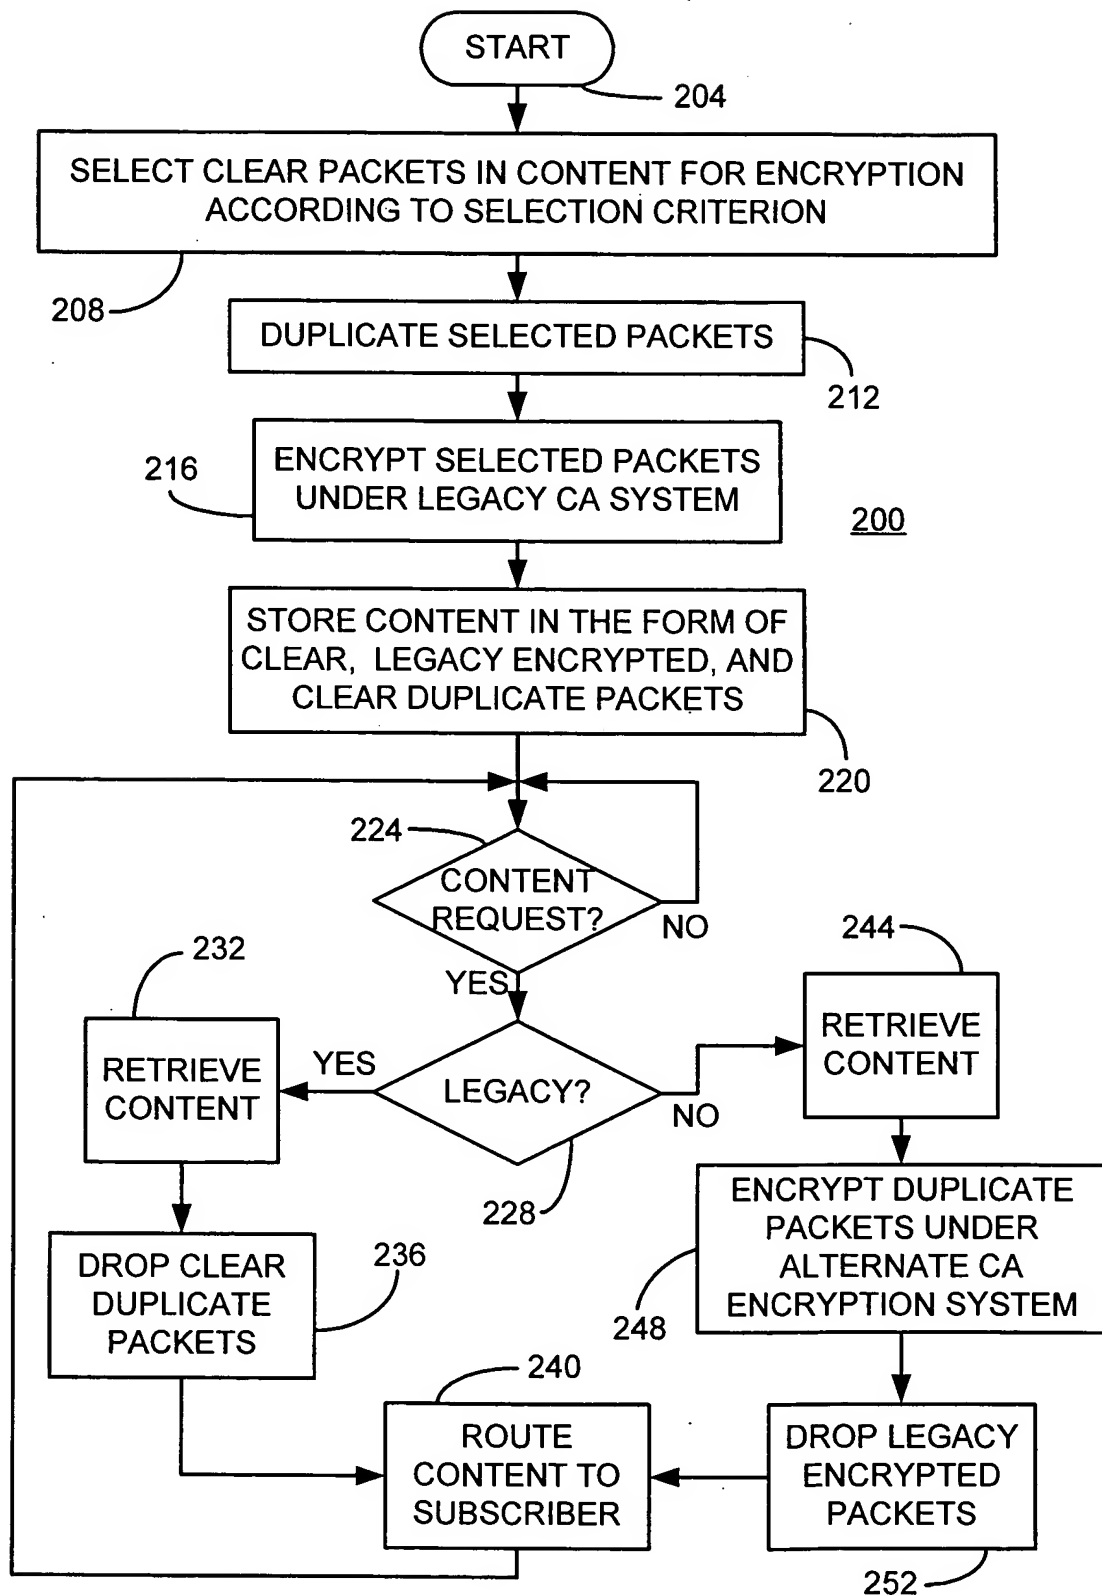 START
204
SELECT CLEAR PACKETS IN CONTENT FOR ENCRYPTION
ACCORDING TO SELECTION CRITERION
208
DUPLICATE SELECTED PACKETS
212
216
ENCRYPT SELECTED PACKETS
UNDER LEGACY CA SYSTEM
200
STORE CONTENT IN THE FORM OF
CLEAR, LEGACY ENCRYPTED, AND
CLEAR DUPLICATE PACKETS
220
224
CONTENT
REQUEST?
NO
YES
232
244
RETRIEVE
CONTENT
YES
LEGACY?
NO
RETRIEVE
CONTENT
228
DROP CLEAR
DUPLICATE
PACKETS
236
ENCRYPT DUPLICATE
PACKETS UNDER
ALTERNATE CA
ENCRYPTION SYSTEM
248
240
ROUTE
CONTENT TO
SUBSCRIBER
DROP LEGACY
ENCRYPTED
PACKETS
252